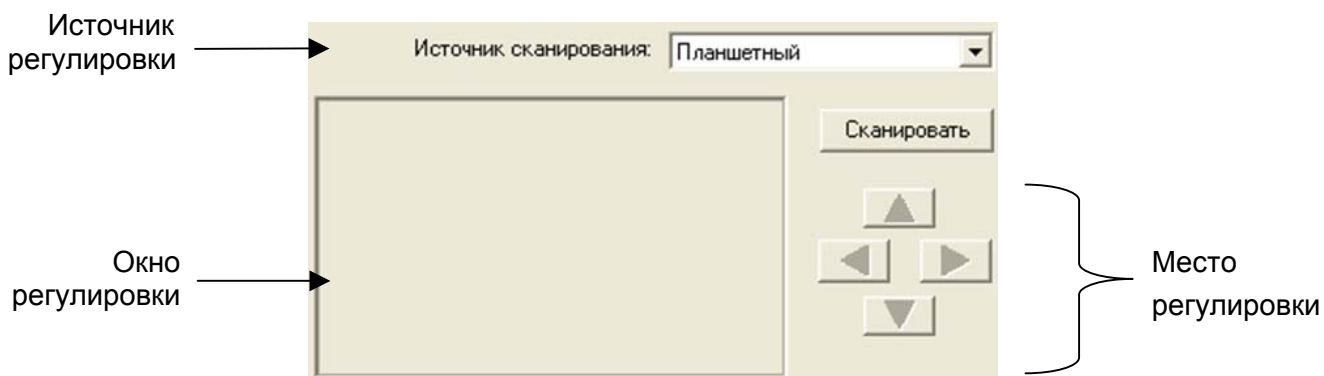 Источник
регулировки
Источник сканирования: Планшетный
Сканировать
Окно
регулировки
Место
регулировки